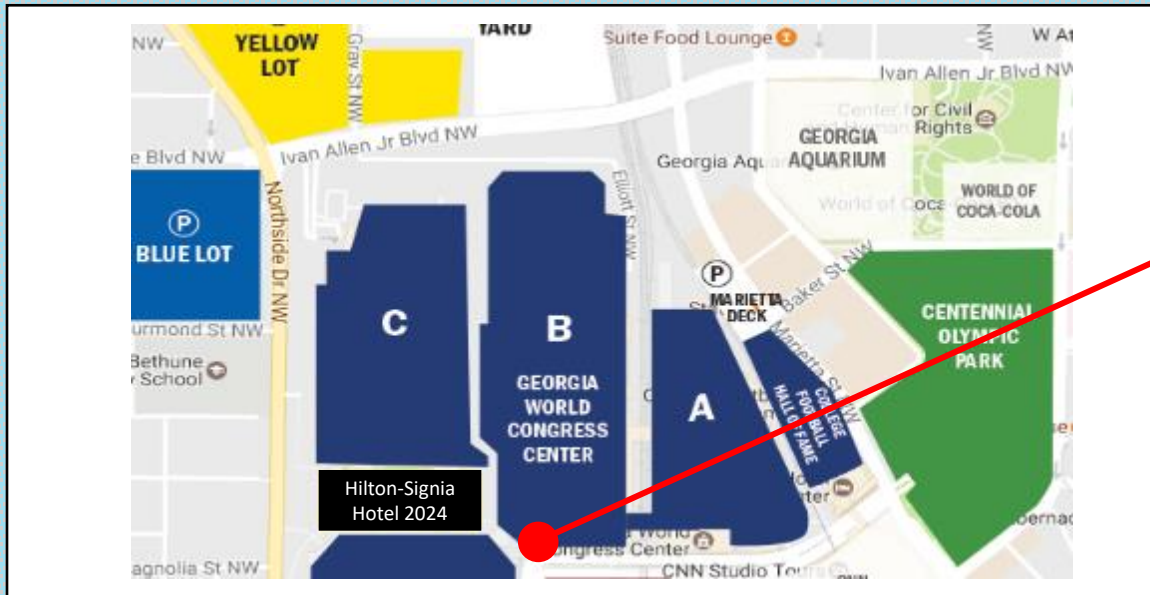 NW
YELLOW
LOT
Gray St NW
YARD
Suite Food Lounge
NW
W At
Ivan Allen Jr Blvd NW
Ivan Allen Jr Blvd NW
e Blvd NW
Center for Civil
Rights
GEORGIA
AQUARIUM
Georgia
WORLD OF
COCA-COLA
World of Coca
P
BLUE LOT
Northside Dr NW
Elliott St NW
P
MARIETTA
DECK
Baker St NW
Marietta St NW
CENTENNIAL
OLYMPIC
PARK
urmond St NW
Bethune
School
C
B
GEORGIA
WORLD
CONGRESS
CENTER
A
COLLEGE
FOOTBALL
HALL OF FAME
Hilton-Signia
Hotel 2024
World
ongress Center
CNN Studio Tours
agnolia St NW